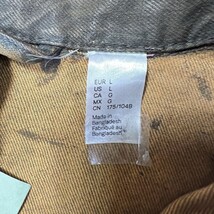 EUR L
US L
CA G
MX G
CN 175/104B
Made in
Bangladesh
Fabriqué au
Bangladesh